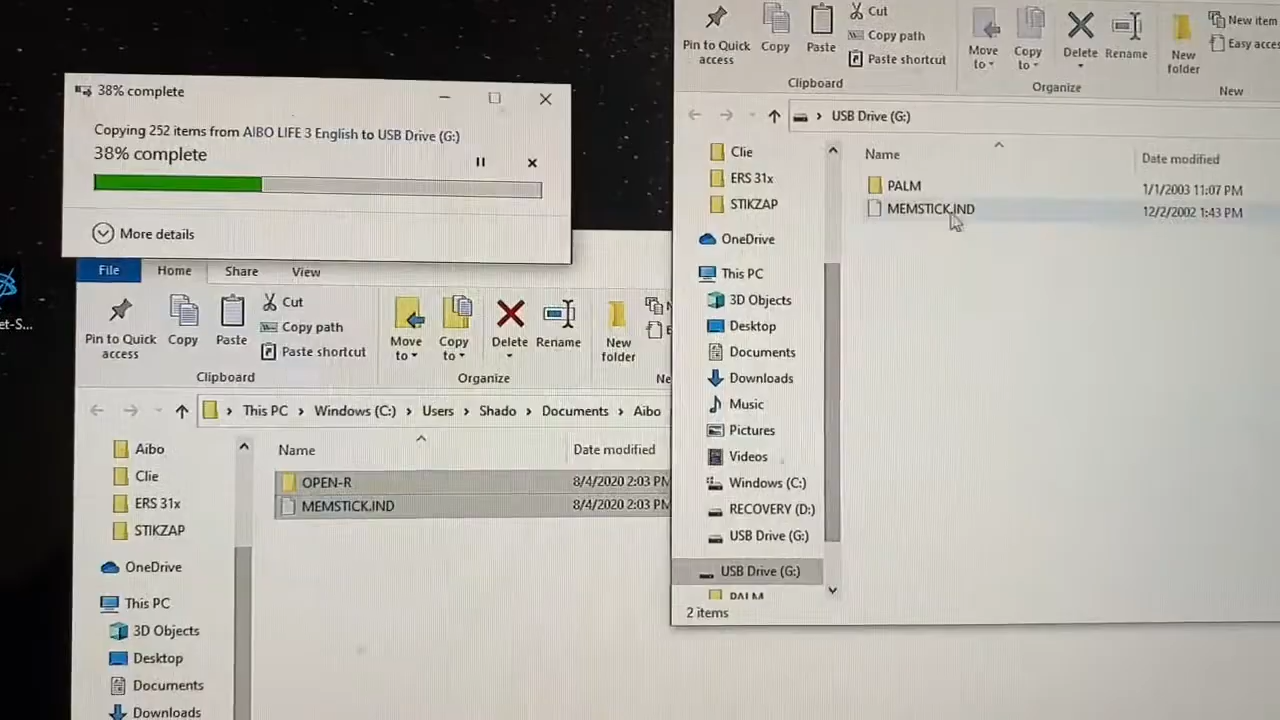 38% complete
Copying 252 items from AIBO LIFE 3 English to USB Drive (G:)
38% complete
More details
et-S...
File Home Share View
Pin to Quick access
Copy
Paste
Cut
Copy path
Paste shortcut
Move to
Copy to
Delete
Rename
New folder
Clipboard
Organize
Ne
This PC > Windows (C:) > Users > Shado > Documents > Aibo
Name Date modified
OPEN-R 8/4/2020 2:03 PM
MEMSTICK.IND 8/4/2020 2:03 PM
Aibo
Clie
ERS 31x
STIKZAP
OneDrive
This PC
3D Objects
Desktop
Documents
Downloads
Pin to Quick access
Copy
Paste
Cut
Copy path
Paste shortcut
Move to
Copy to
Delete
Rename
New folder
New item
Easy acces
Clipboard
Organize
New
USB Drive (G:)
Name Date modified
PALM 1/1/2003 11:07 PM
MEMSTICK.IND 12/2/2002 1:43 PM
Clie
ERS 31x
STIKZAP
OneDrive
This PC
3D Objects
Desktop
Documents
Downloads
Music
Pictures
Videos
Windows (C:)
RECOVERY (D:)
USB Drive (G:)
USB Drive (G:)
PALM
2 items